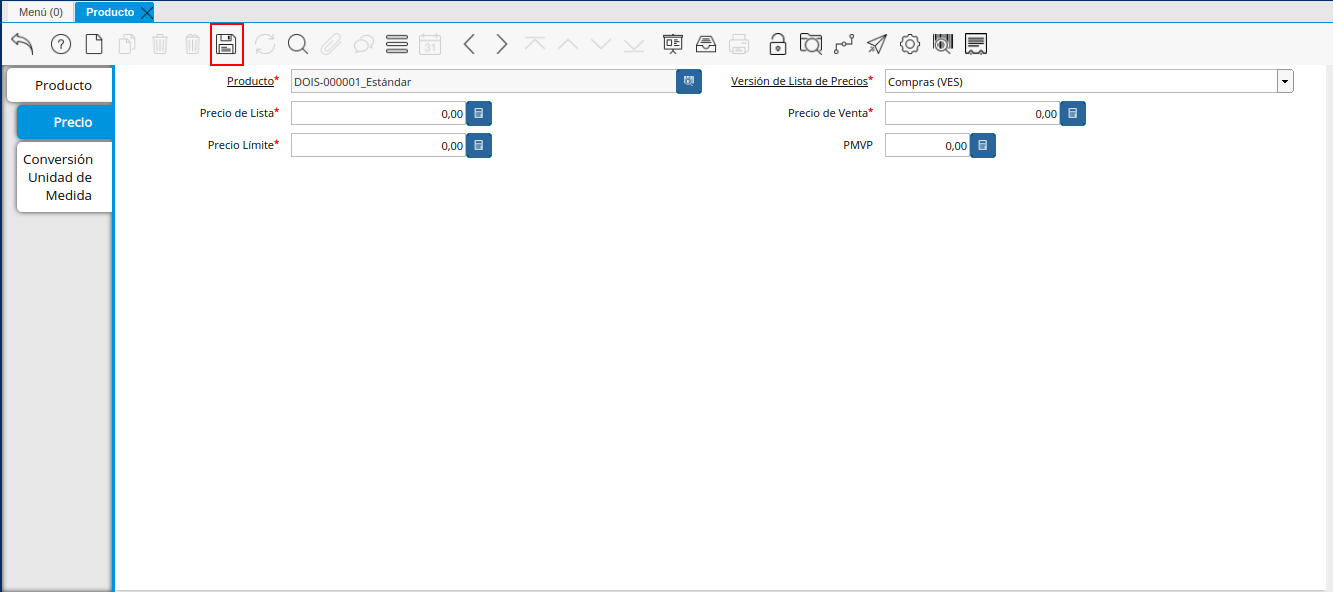 Menú (0)
Producto
31
Producto
Precio
Conversión
Unidad de
Medida
Producto* DOIS-000001_Estándar
Versión de Lista de Precios* Compras (VES)
Precio de Lista* 0,00
Precio de Venta* 0,00
Precio Límite* 0,00
PMVP 0,00